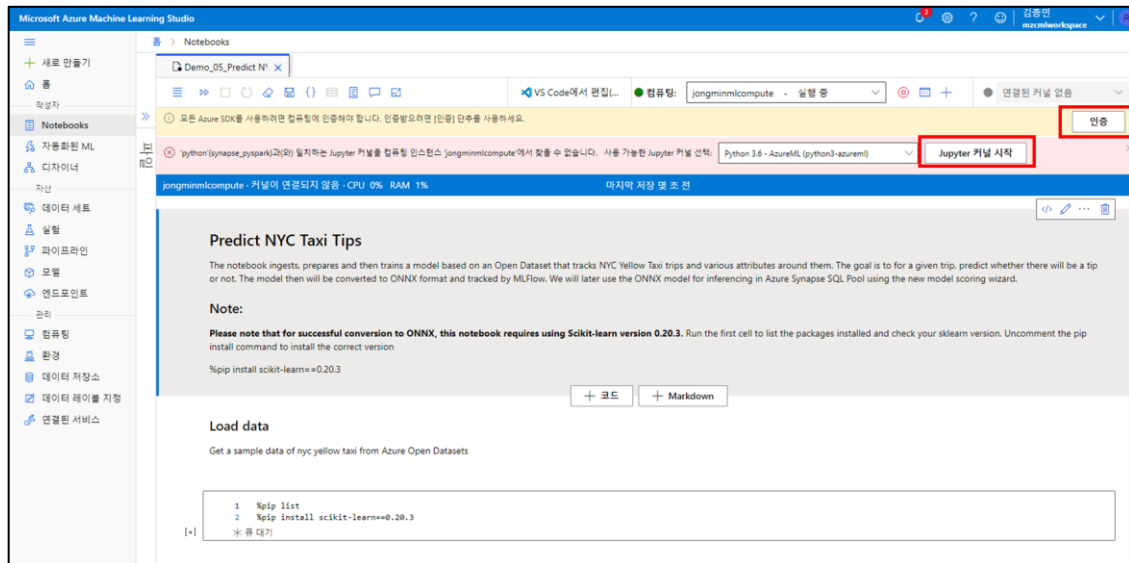 Microsoft Azure Machine Learning Studio
2
김종민
mzcmlworkspace
새로 만들기
홈
작성자
Notebooks
자동화된 ML
디자이너
자산
데이터 세트
실험
파이프라인
모델
엔드포인트
관리
컴퓨팅
환경
데이터 저장소
데이터 레이블 지정
연결된 서비스
홈 > Notebooks
Demo_05_Predict NY
VS Code에서 편집(...
컴퓨팅:
jongminmlcompute - 실행 중
연결된 커널 없음
파일
모든 Azure SDK를 사용하려면 컴퓨팅에 인증해야 합니다. 인증받으려면 [인증] 단추를 사용하세요.
인증
'python'(synapse_pyspark)과(와) 일치하는 Jupyter 커널을 컴퓨팅 인스턴스 'jongminmlcompute'에서 찾을 수 없습니다. 사용 가능한 Jupyter 커널 선택:
Python 3.6 - AzureML (python3-azureml)
Jupyter 커널 시작
jongminmlcompute - 커널이 연결되지 않음 - CPU 0% RAM 1%
마지막 저장 몇 초 전
Predict NYC Taxi Tips
The notebook ingests, prepares and then trains a model based on an Open Dataset that tracks NYC Yellow Taxi trips and various attributes around them. The goal is to for a given trip, predict whether there will be a tip
or not. The model then will be converted to ONNX format and tracked by MLFlow. We will later use the ONNX model for inferencing in Azure Synapse SQL Pool using the new model scoring wizard.
Note:
Please note that for successful conversion to ONNX, this notebook requires using Scikit-learn version 0.20.3. Run the first cell to list the packages installed and check your sklearn version. Uncomment the pip
install command to install the correct version
%pip install scikit-learn==0.20.3
+ 코드
+ Markdown
Load data
Get a sample data of nyc yellow taxi from Azure Open Datasets
1 %pip list
2 %pip install scikit-learn==0.20.3
[+]
큐 대기